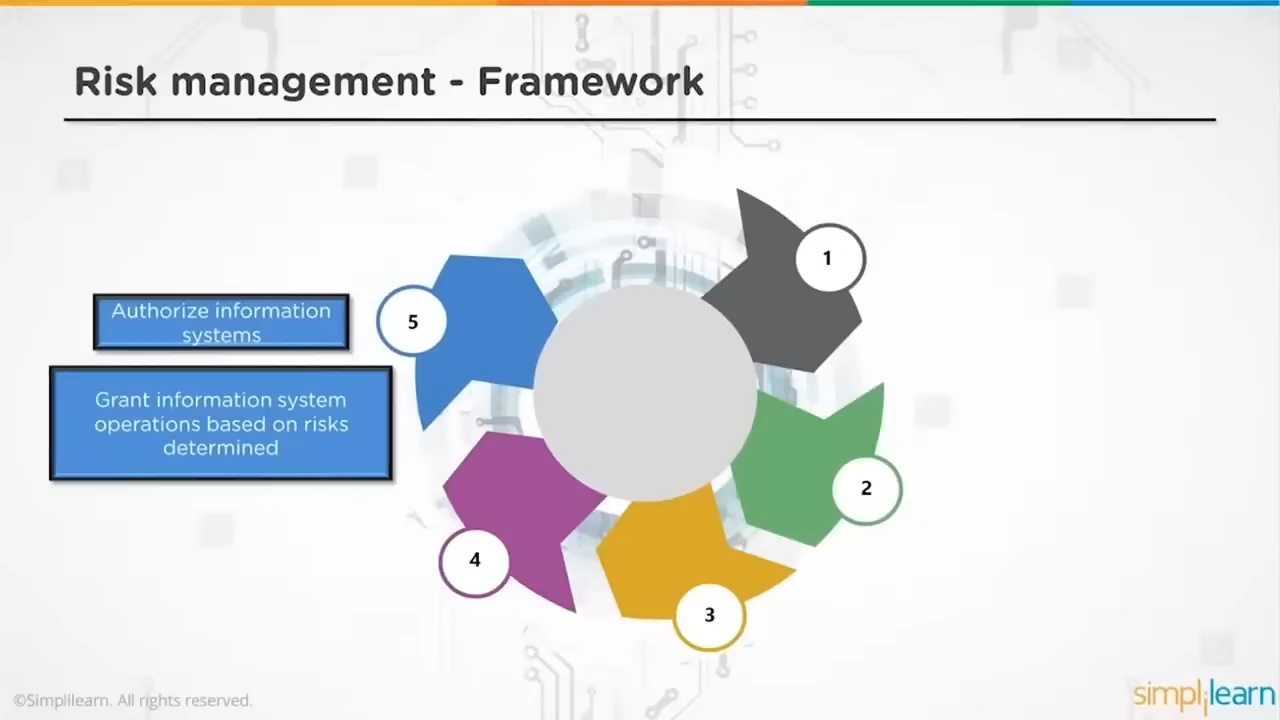 Risk management - Framework
1
Authorize information
systems
5
Grant information system
operations based on risks
determined
2
4
3
©Simplilearn. All rights reserved.
simplilearn